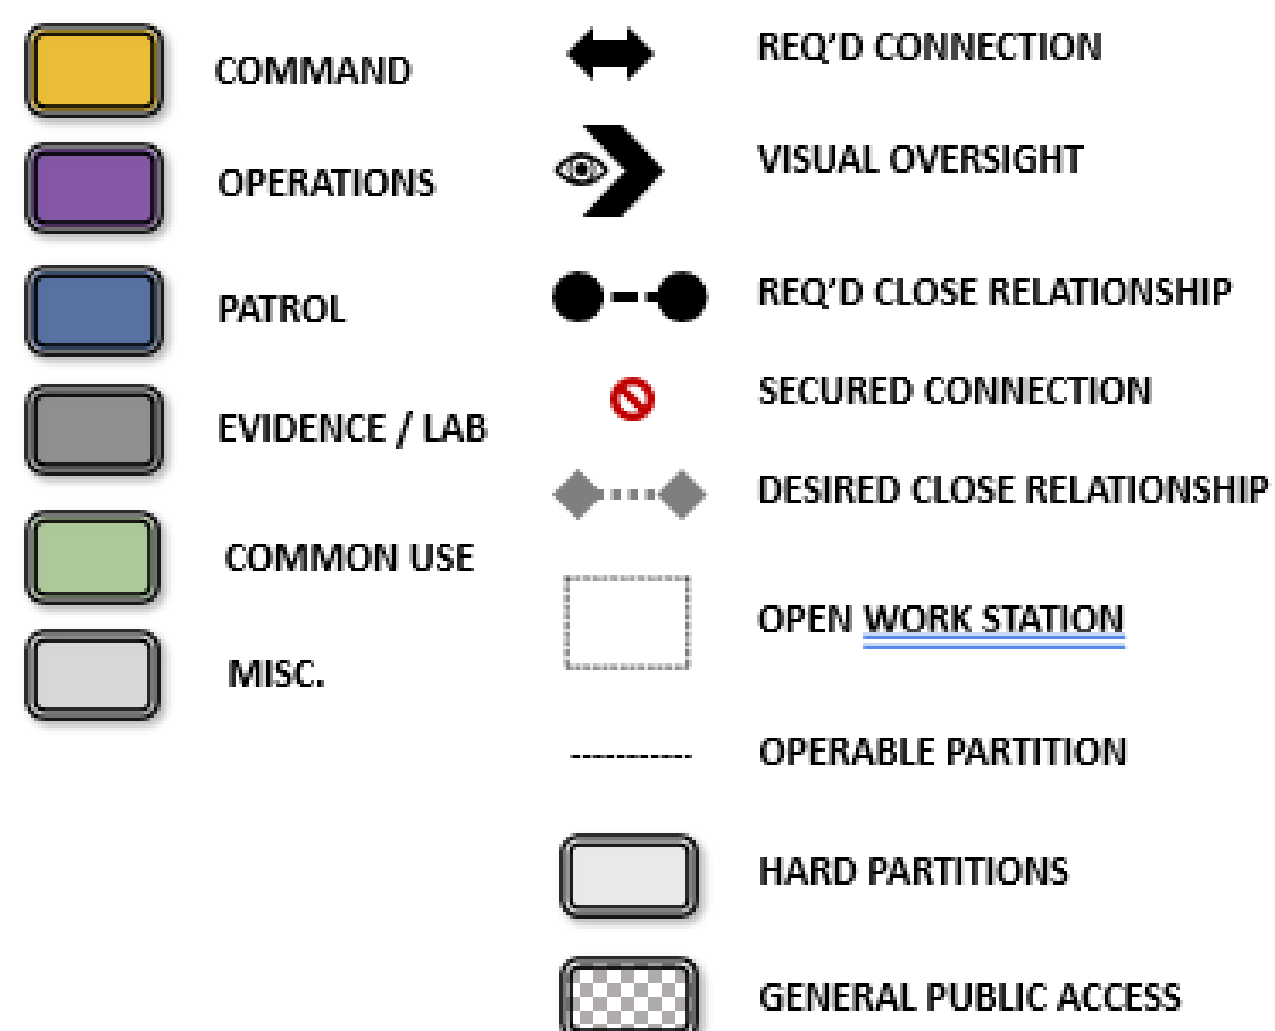 COMMAND
OPERATIONS
PATROL
EVIDENCE / LAB
COMMON USE
MISC.
REQ'D CONNECTION
VISUAL OVERSIGHT
REQ'D CLOSE RELATIONSHIP
SECURED CONNECTION
DESIRED CLOSE RELATIONSHIP
OPEN WORK STATION
OPERABLE PARTITION
HARD PARTITIONS
GENERAL PUBLIC ACCESS